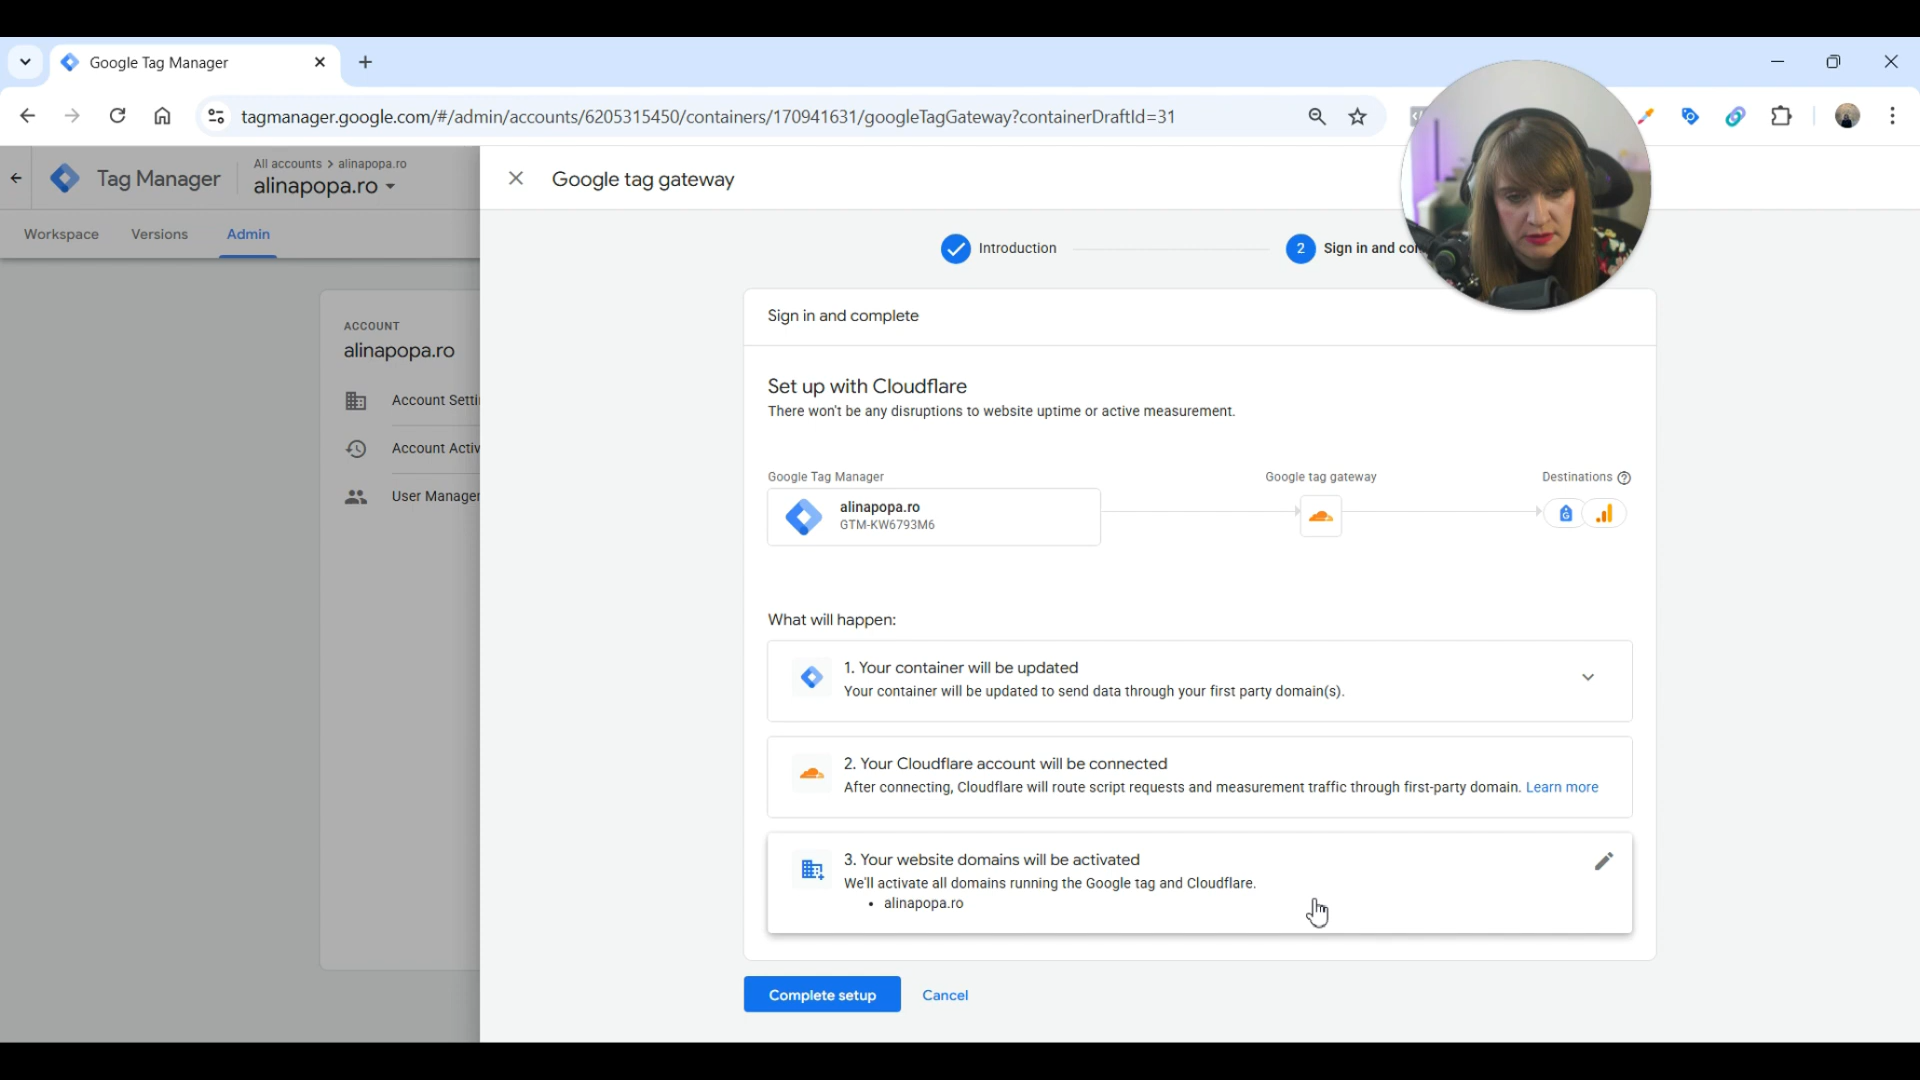 Google Tag Manager
tagmanager.google.com/#/admin/accounts/6205315450/containers/170941631/googleTagGateway?containerDraftId=31
Tag Manager
All accounts > alinapopa.ro
alinapopa.ro
Google tag gateway
Workspace
Versions
Admin
Introduction
2
Sign in and
ACCOUNT
alinapopa.ro
Account
Account
User
Sign in and complete
Set up with Cloudflare
There won't be any disruptions to website uptime or active measurement.
Google Tag Manager
Google tag gateway
Destinations
alinapopa.ro
GTM-KW6793M6
What will happen:
1. Your container will be updated
Your container will be updated to send data through your first party domain(s).
2. Your Cloudflare account will be connected
After connecting, Cloudflare will route script requests and measurement traffic through first-party domain. Learn more
3. Your website domains will be activated
We'll activate all domains running the Google tag and Cloudflare.
• alinapopa.ro
Complete setup
Cancel